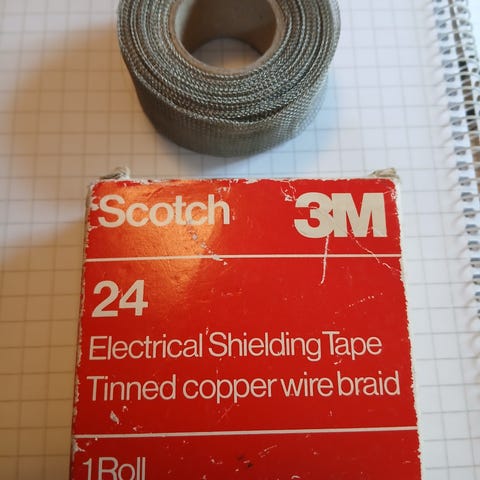 Scotch 3M
24
Electrical Shielding Tape
Tinned copper wire braid
1 Roll